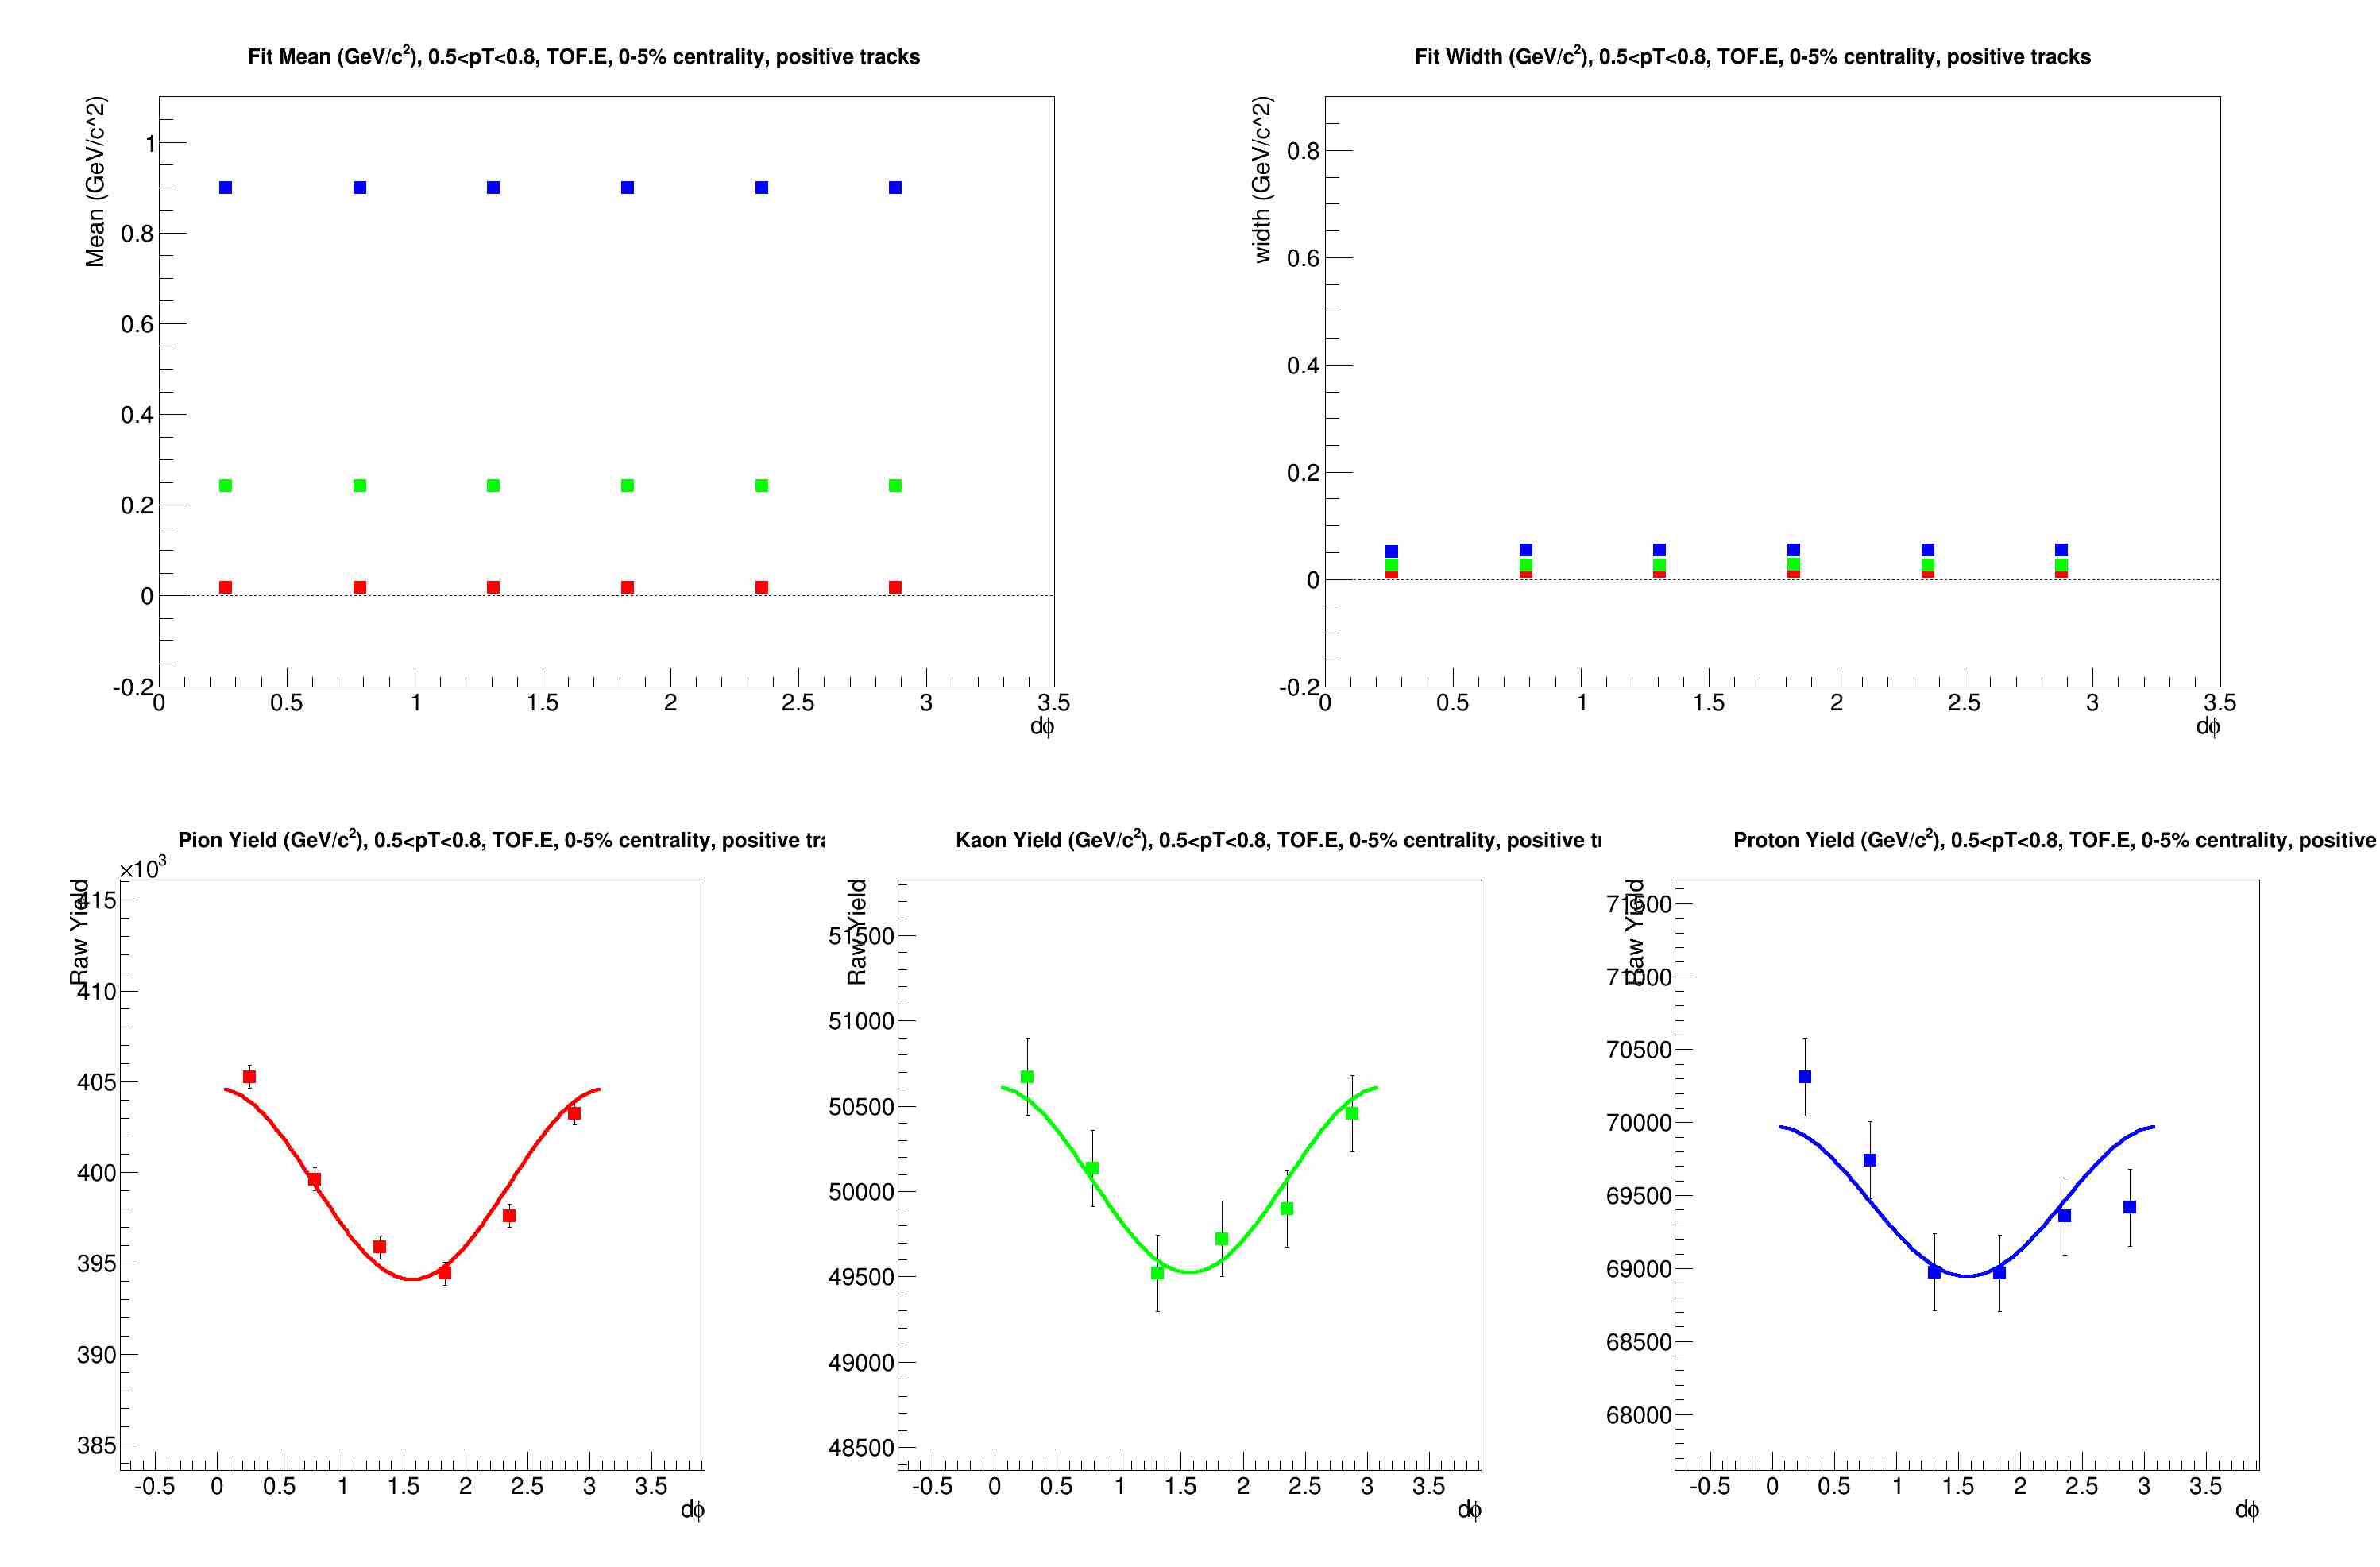 Fit Mean (GeV/c2), 0.5<pT<0.8, TOF.E, 0-5% centrality, positive tracks
Mean (GeV/c^2)
1
0.8
0.6
0.4
0.2
0
-0.2
0 0.5 1 1.5 2 2.5 3 3.5
dϕ
Fit Width (GeV/c2), 0.5<pT<0.8, TOF.E, 0-5% centrality, positive tracks
width (GeV/c^2)
0.8
0.6
0.4
0.2
0
-0.2
0 0.5 1 1.5 2 2.5 3 3.5
dϕ
Pion Yield (GeV/c2), 0.5<pT<0.8, TOF.E, 0-5% centrality, positive tra
×103
Raw Yield
415
410
405
400
395
390
385
-0.5 0 0.5 1 1.5 2 2.5 3 3.5
dϕ
Kaon Yield (GeV/c2), 0.5<pT<0.8, TOF.E, 0-5% centrality, positive tr
Raw Yield
51500
51000
50500
50000
49500
49000
48500
-0.5 0 0.5 1 1.5 2 2.5 3 3.5
dϕ
Proton Yield (GeV/c2), 0.5<pT<0.8, TOF.E, 0-5% centrality, positive
Raw Yield
71500
71000
70500
70000
69500
69000
68500
68000
-0.5 0 0.5 1 1.5 2 2.5 3 3.5
dϕ